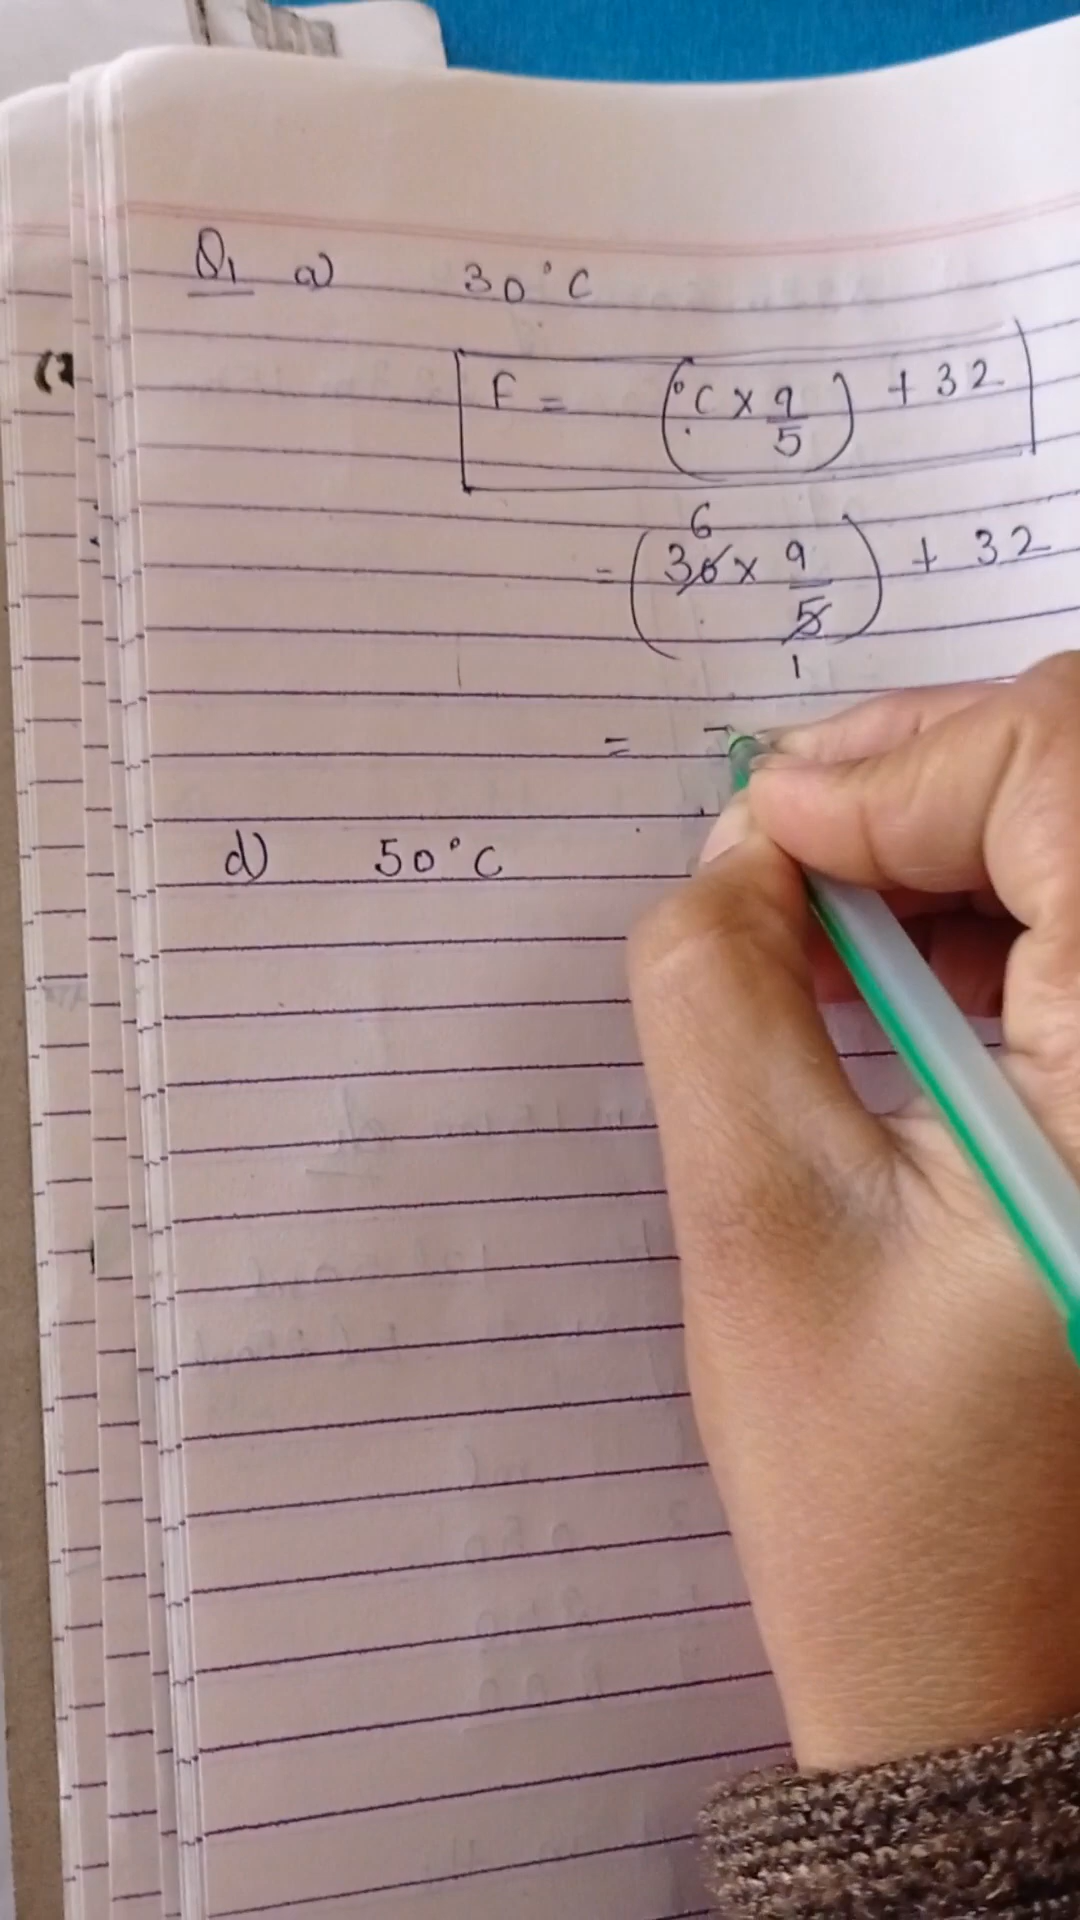 Q1 a) 30°C
F = (°C × 9/5) + 32
6
= (30 × 9/5) + 32
1
=
d) 50°C